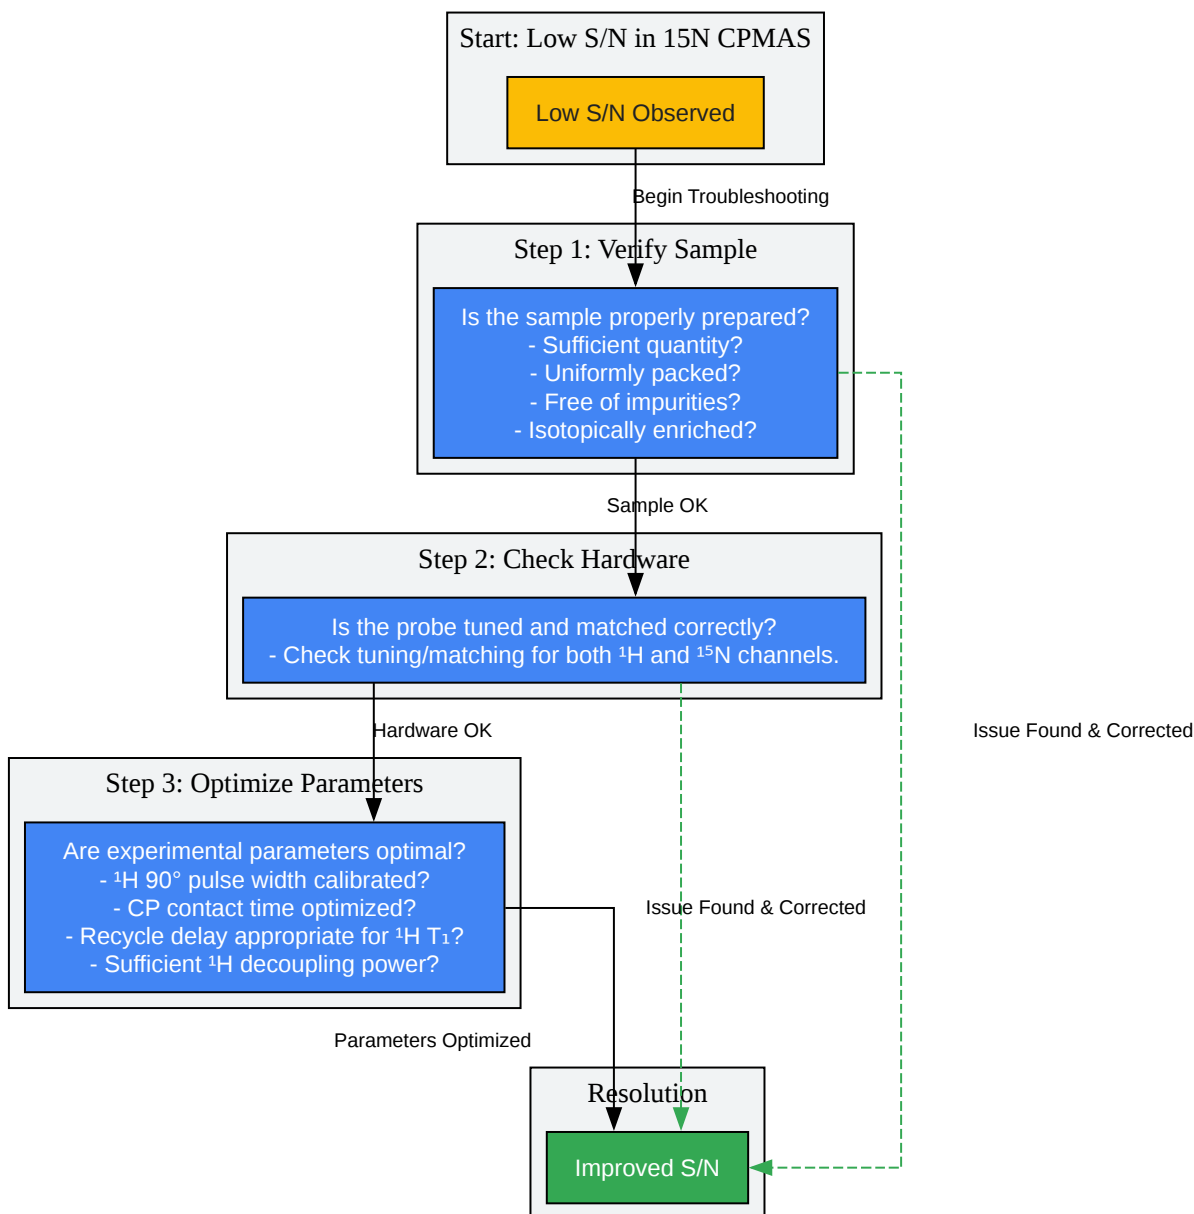 Start: Low S/N in 15N CPMAS
Low S/N Observed
Begin Troubleshooting
Step 1: Verify Sample
Is the sample properly prepared?
- Sufficient quantity?
- Uniformly packed?
- Free of impurities?
- Isotopically enriched?
Sample OK
Step 2: Check Hardware
Is the probe tuned and matched correctly?
- Check tuning/matching for both ¹H and ¹⁵N channels.
Hardware OK
Issue Found & Corrected
Step 3: Optimize Parameters
Are experimental parameters optimal?
- ¹H 90° pulse width calibrated?
- CP contact time optimized?
- Recycle delay appropriate for ¹H T₁?
- Sufficient ¹H decoupling power?
Issue Found & Corrected
Parameters Optimized
Resolution
Improved S/N